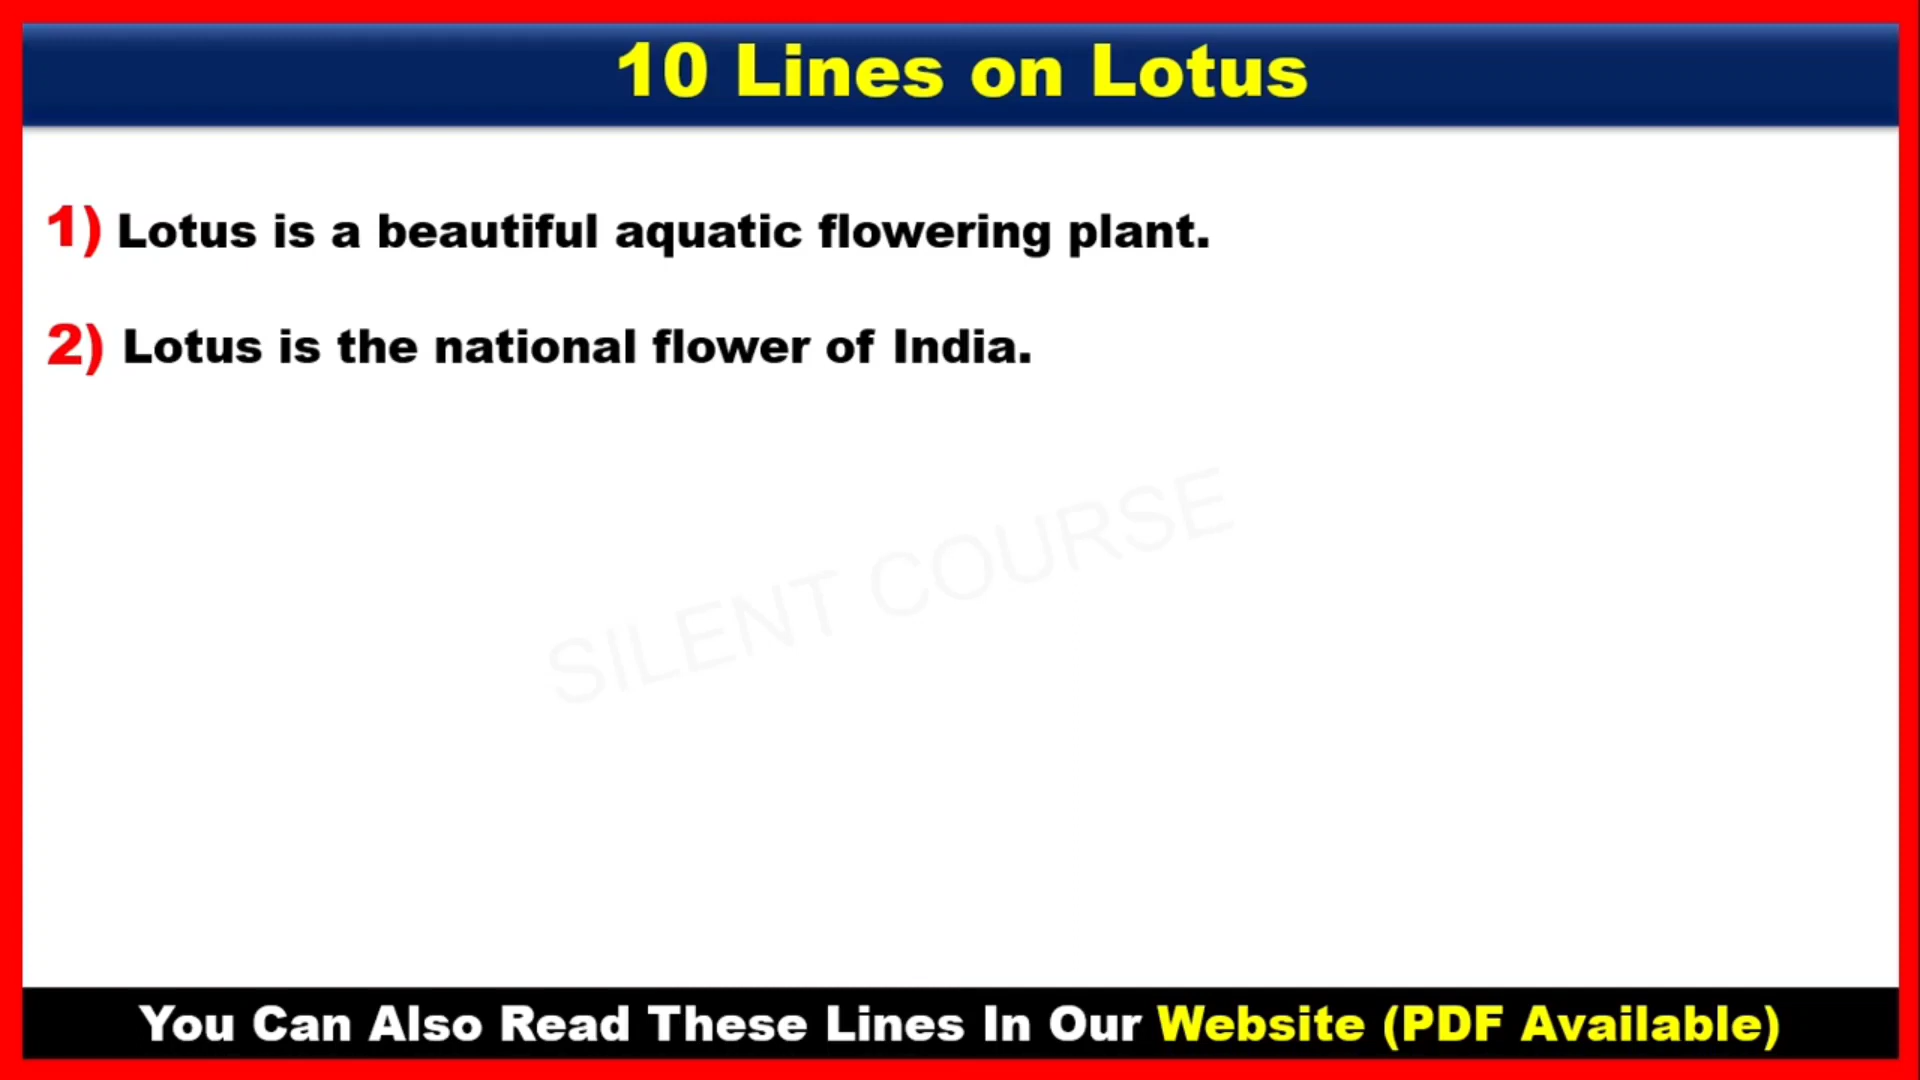 10 Lines on Lotus
1) Lotus is a beautiful aquatic flowering plant.
2) Lotus is the national flower of India.
SILENT COURSE
You Can Also Read These Lines In Our Website (PDF Available)